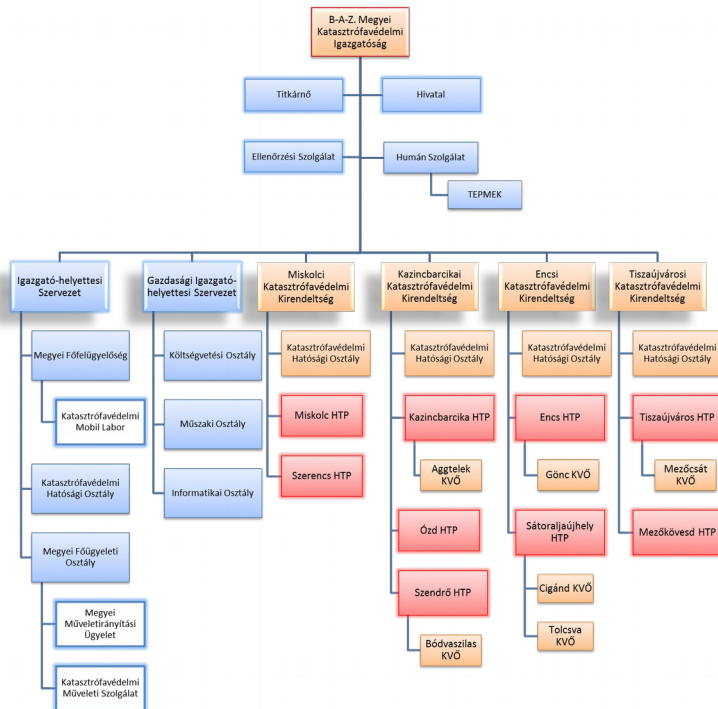 B-A-Z. Megyei
Katasztrófavédelmi
Igazgatóság
Titkárnő
Hivatal
Ellenőrzési Szolgálat
Humán Szolgálat
TEPMEK
Igazgató-helyettesi
Szervezet
Megyei Főfelügyelőség
Katasztrófavédelmi
Mobil Labor
Katasztrófavédelmi
Hatósági Osztály
Megyei Főügyeleti
Osztály
Megyei
Műveletirányítási
Ügyelet
Katasztrófavédelmi
Műveleti Szolgálat
Gazdasági Igazgató-
helyettesi Szervezet
Költségvetési Osztály
Műszaki Osztály
Informatikai Osztály
Miskolci
Katasztrófavédelmi
Kirendeltség
Katasztrófavédelmi
Hatósági Osztály
Miskolc HTP
Szerencs HTP
Kazincbarcikai
Katasztrófavédelmi
Kirendeltség
Katasztrófavédelmi
Hatósági Osztály
Kazincbarcika HTP
Aggtelek
KVŐ
Ózd HTP
Szendrő HTP
Bódvaszilas
KVŐ
Encsi
Katasztrófavédelmi
Kirendeltség
Katasztrófavédelmi
Hatósági Osztály
Encs HTP
Gönc KVŐ
Sátoraljaújhely
HTP
Cigánd KVŐ
Tolcsva
KVŐ
Tiszaújvárosi
Katasztrófavédelmi
Kirendeltség
Katasztrófavédelmi
Hatósági Osztály
Tiszaújváros HTP
Mezőcsát
KVŐ
Mezőkövesd HTP